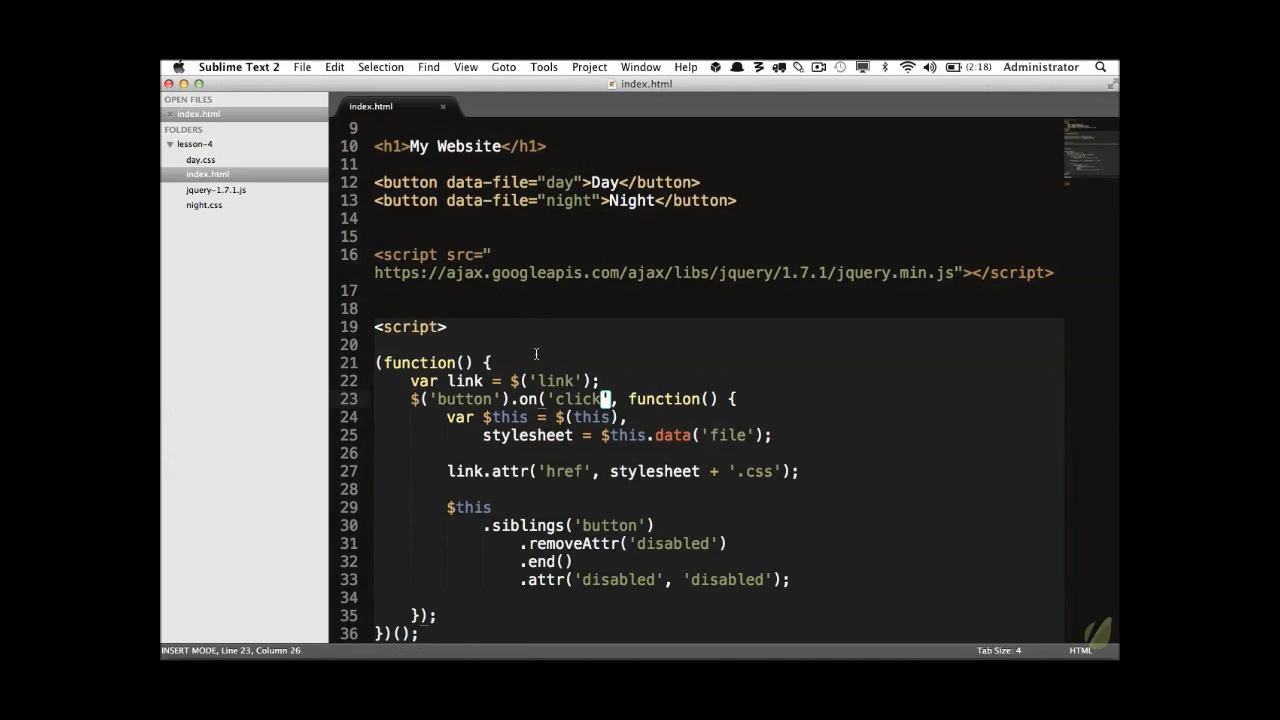 Sublime Text 2 File Edit Selection Find View Goto Tools Project Window Help (2:18) Administrator
index.html
OPEN FILES
index.html
FOLDERS
lesson-4
day.css
index.html
jquery-1.7.1.js
night.css
index.html
9
10 <h1>My Website</h1>
11
12 <button data-file="day">Day</button>
13 <button data-file="night">Night</button>
14
15
16 <script src="
https://ajax.googleapis.com/ajax/libs/jquery/1.7.1/jquery.min.js"></script>
17
18
19 <script>
20
21 (function() {
22 var link = $('link');
23 $('button').on('click', function() {
24 var $this = $(this),
25 stylesheet = $this.data('file');
26
27 link.attr('href', stylesheet + '.css');
28
29 $this
30 .siblings('button')
31 .removeAttr('disabled')
32 .end()
33 .attr('disabled', 'disabled');
34
35 });
36 })();
INSERT MODE, Line 23, Column 26 Tab Size: 4 HTML